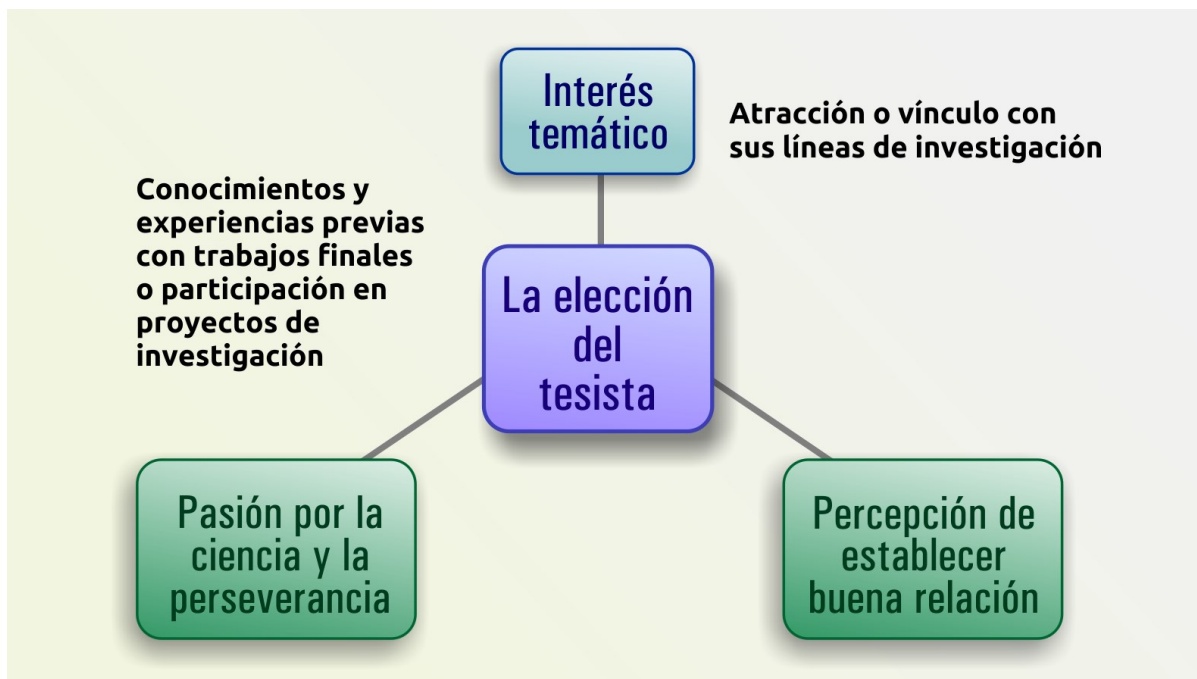 Interés
temático
Atracción o vínculo con
sus líneas de investigación
Conocimientos y
experiencias previas
con trabajos finales
o participación en
proyectos de
investigación
La elección
del
tesista
Pasión por la
ciencia y la
perseverancia
Percepción de
establecer
buena relación